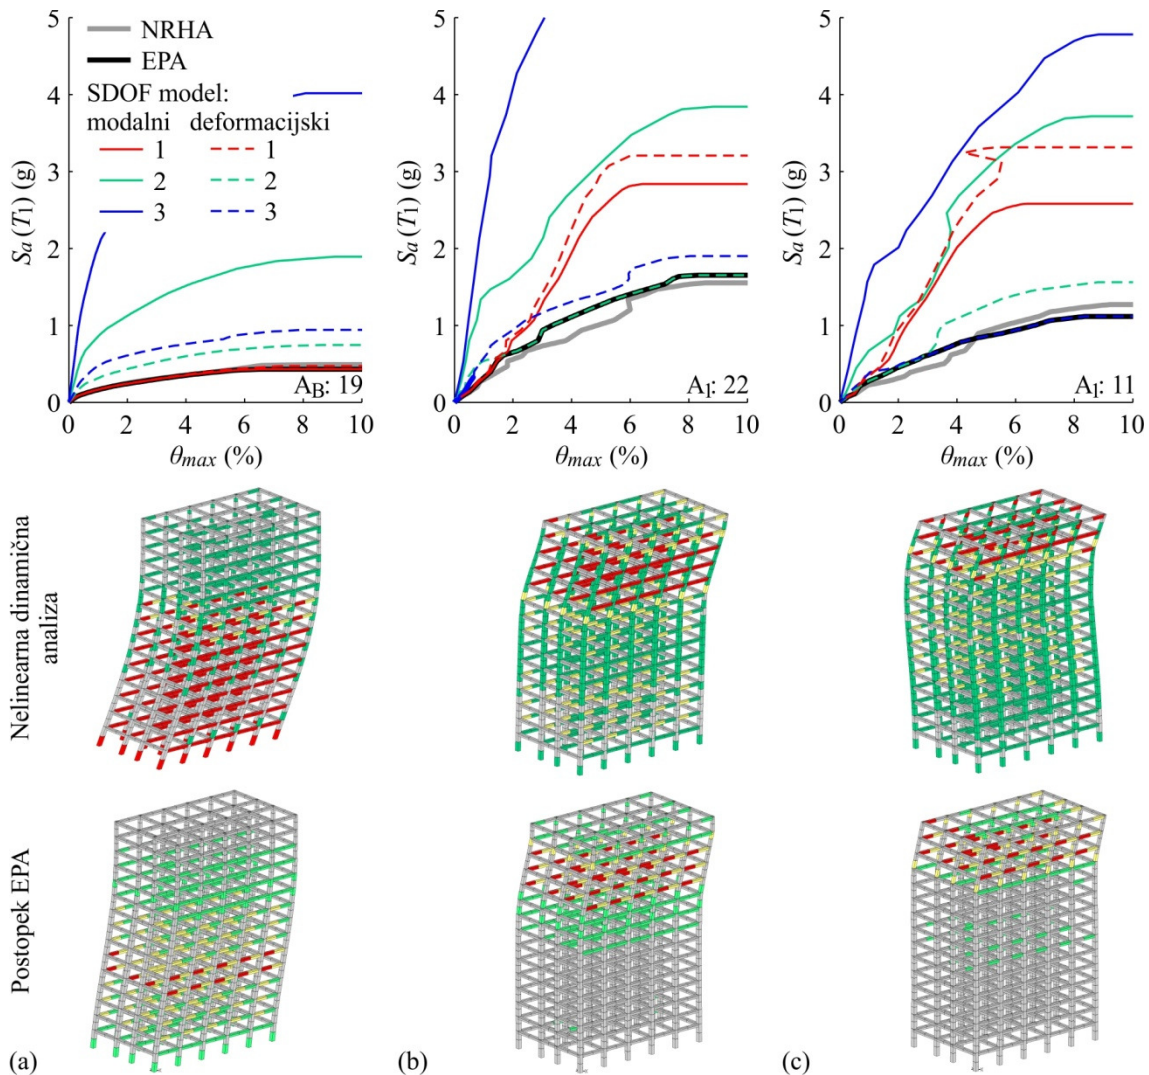 5
4
3
2
1
0
Sa (T1) (g)
NRHA
EPA
SDOF model:
modalni deformacijski
1 1
2 2
3 3
AB: 19
0 2 4 6 8 10
θmax (%)
5
4
3
2
1
0
Sa (T1) (g)
A1: 22
0 2 4 6 8 10
θmax (%)
5
4
3
2
1
0
Sa (T1) (g)
A1: 11
0 2 4 6 8 10
θmax (%)
Nelinearna dinamična
analiza
Postopek EPA
(a) (b) (c)